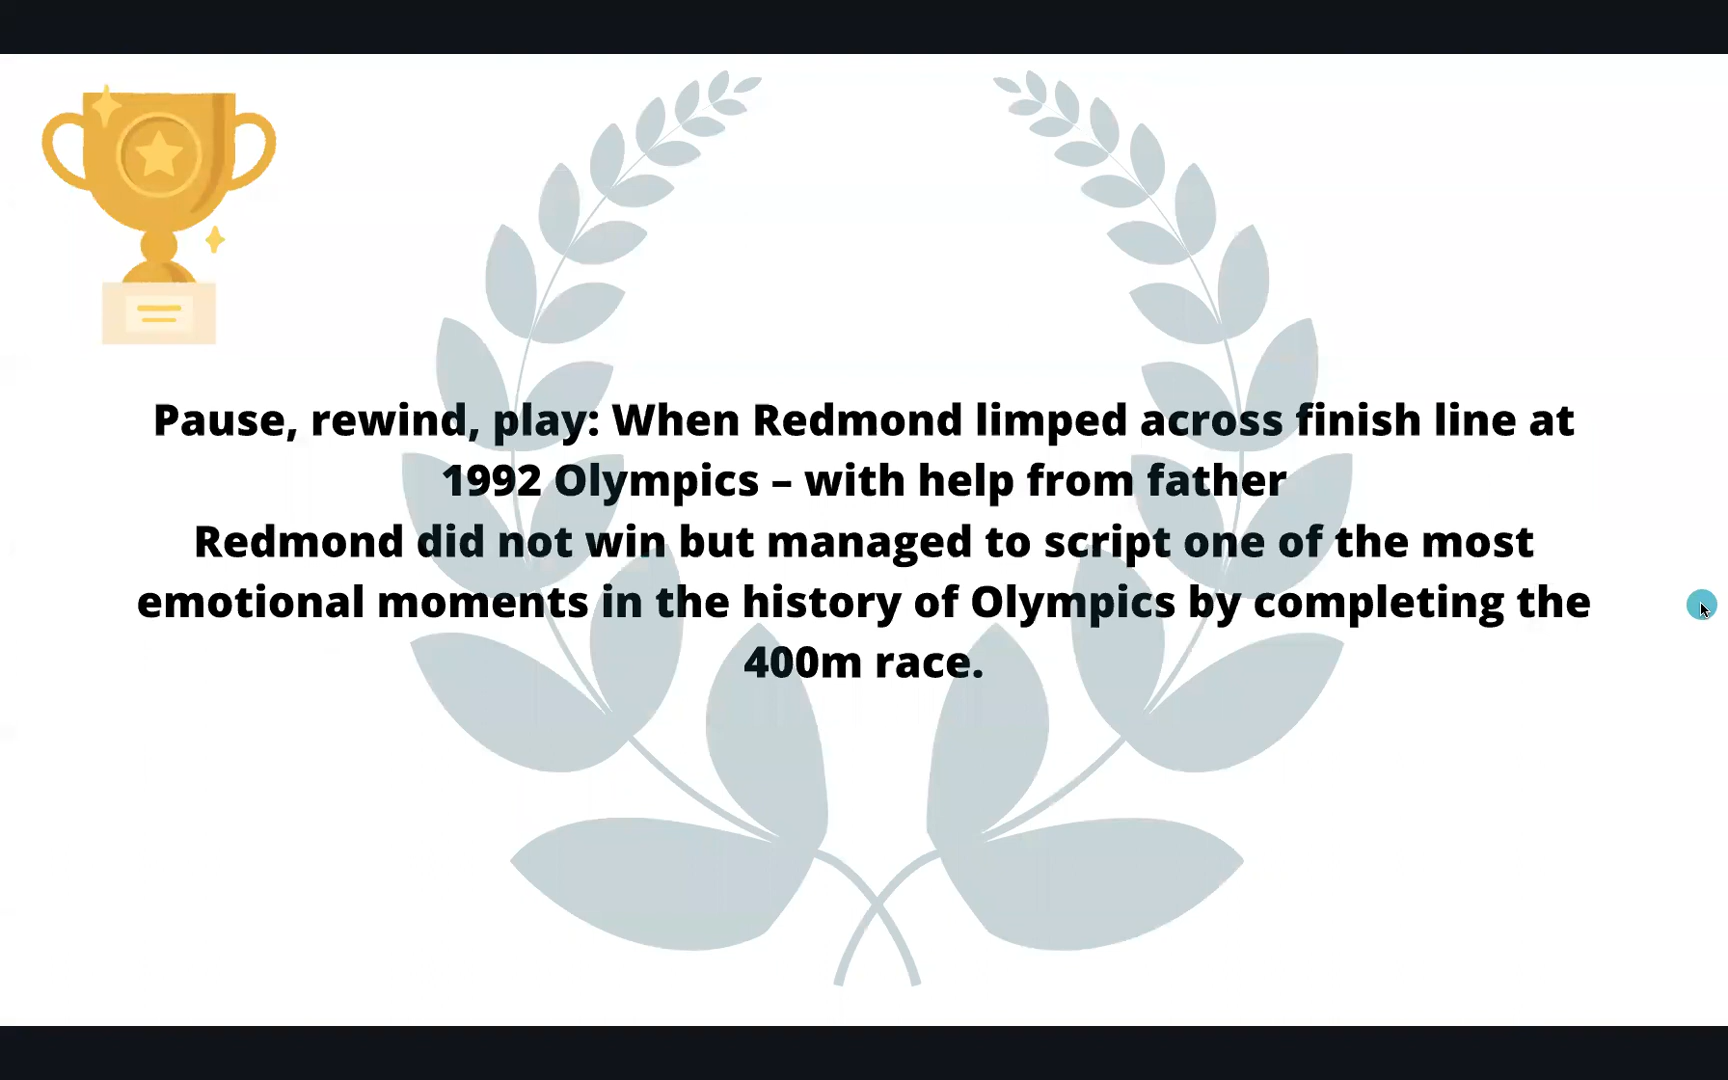 Pause, rewind, play: When Redmond limped across finish line at
1992 Olympics – with help from father
Redmond did not win but managed to script one of the most
emotional moments in the history of Olympics by completing the
400m race.